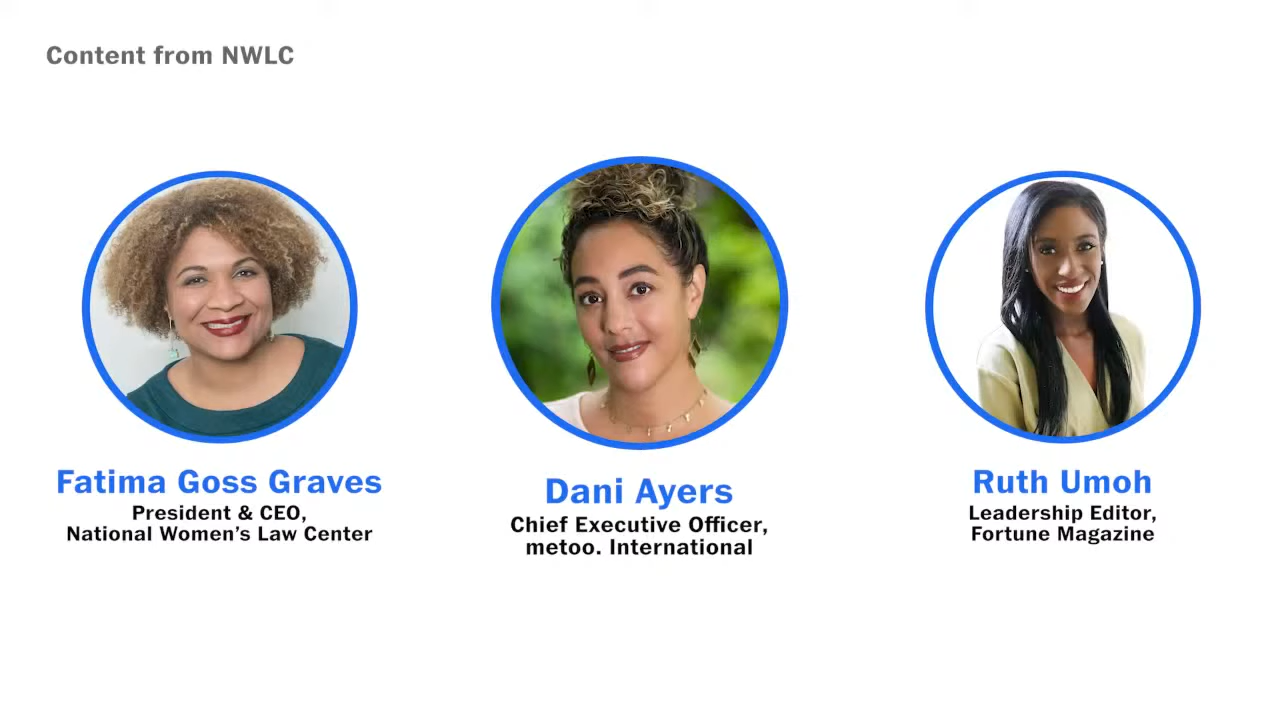 Content from NWLC
Fatima Goss Graves
President & CEO,
National Women’s Law Center
Dani Ayers
Chief Executive Officer,
metoo. International
Ruth Umoh
Leadership Editor,
Fortune Magazine